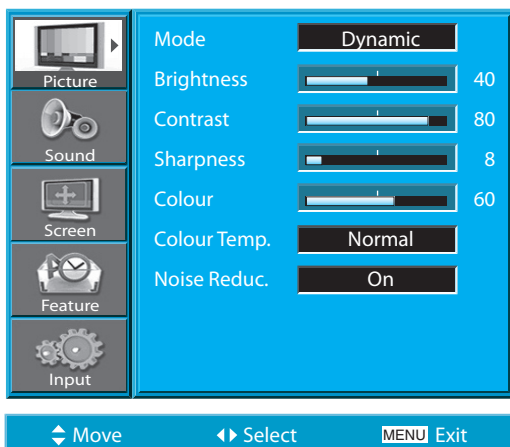 Picture
Sound
Screen
Feature
Input
Mode Dynamic
Brightness 40
Contrast 80
Sharpness 8
Colour 60
Colour Temp. Normal
Noise Reduc. On
Move Select MENU Exit